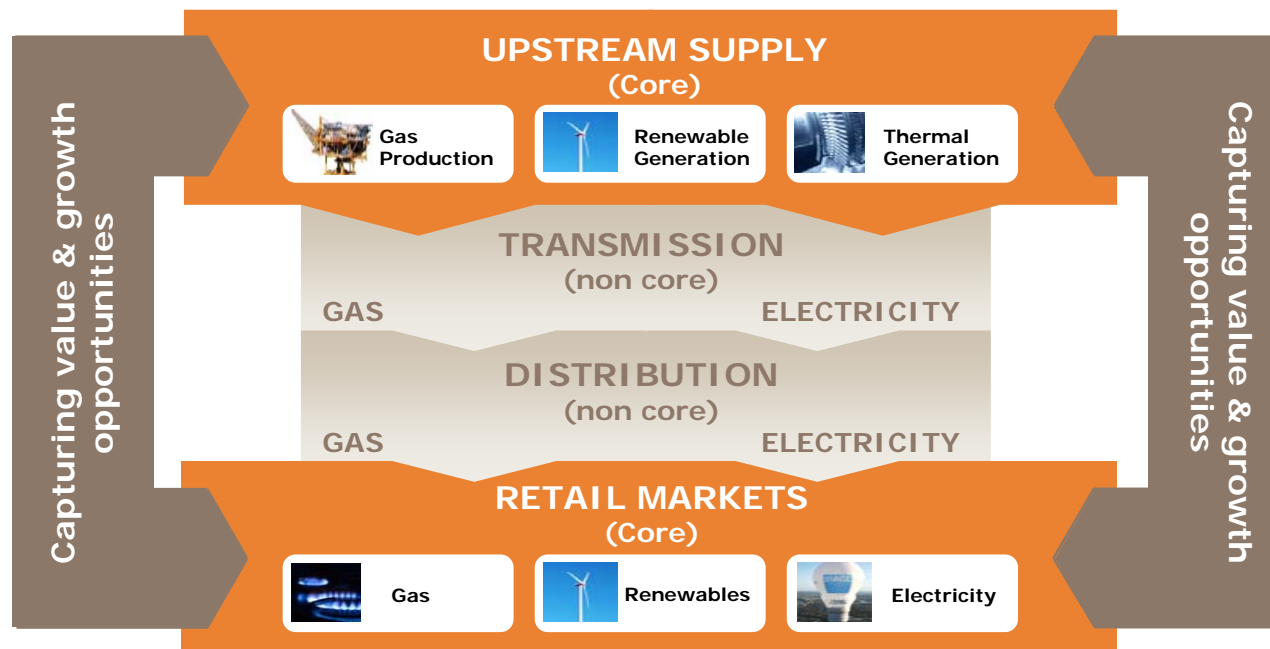 UPSTREAM SUPPLY
(Core)
Gas
Production
Renewable
Generation
Thermal
Generation
Capturing value & growth
opportunities
Capturing value & growth
opportunities
TRANSMISSION
(non core)
GAS
ELECTRICITY
DISTRIBUTION
(non core)
GAS
ELECTRICITY
RETAIL MARKETS
(Core)
Gas
Renewables
Electricity